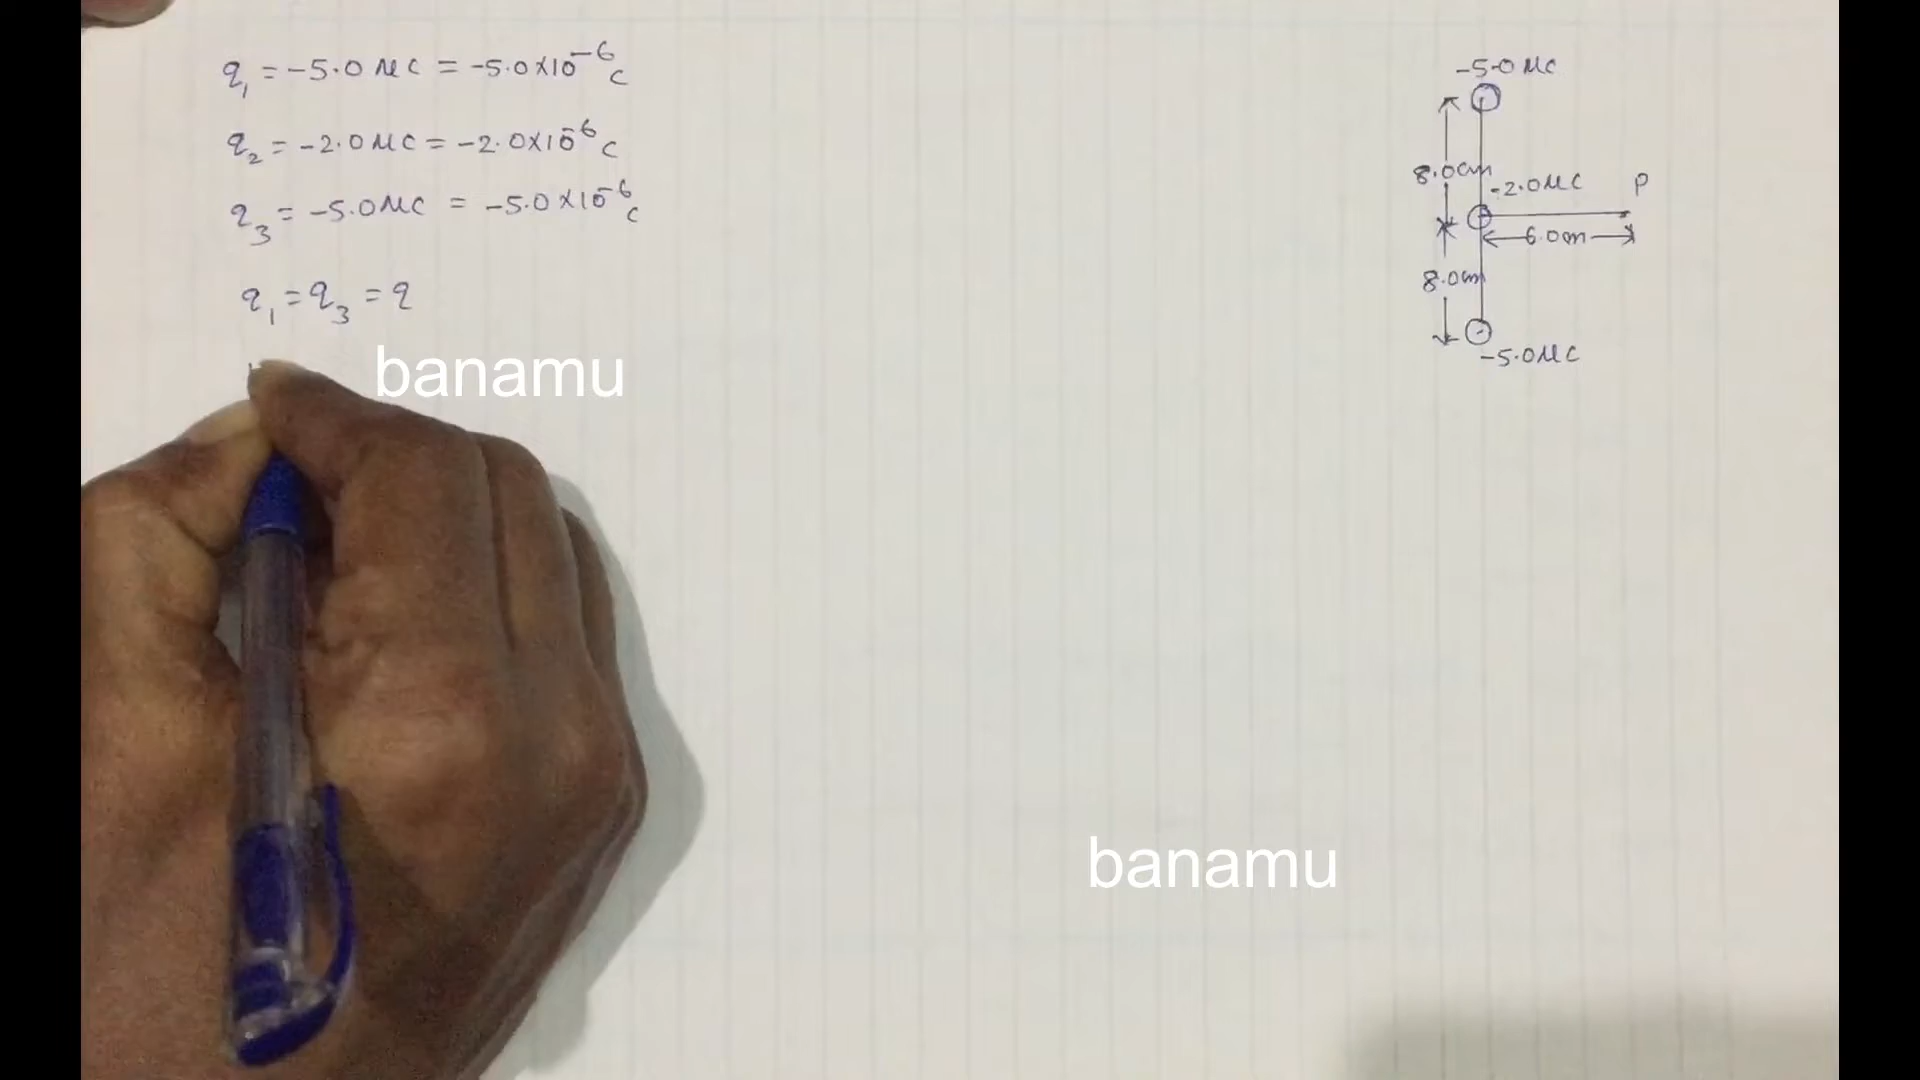 q₁ = -5.0 μC = -5.0×10⁻⁶ C
q₂ = -2.0 μC = -2.0×10⁻⁶ C
q₃ = -5.0 μC = -5.0×10⁻⁶ C
q₁ = q₃ = q
banamu
-5.0 μC
8.0cm
-2.0 μC P
6.0cm
8.0cm
-5.0 μC
banamu